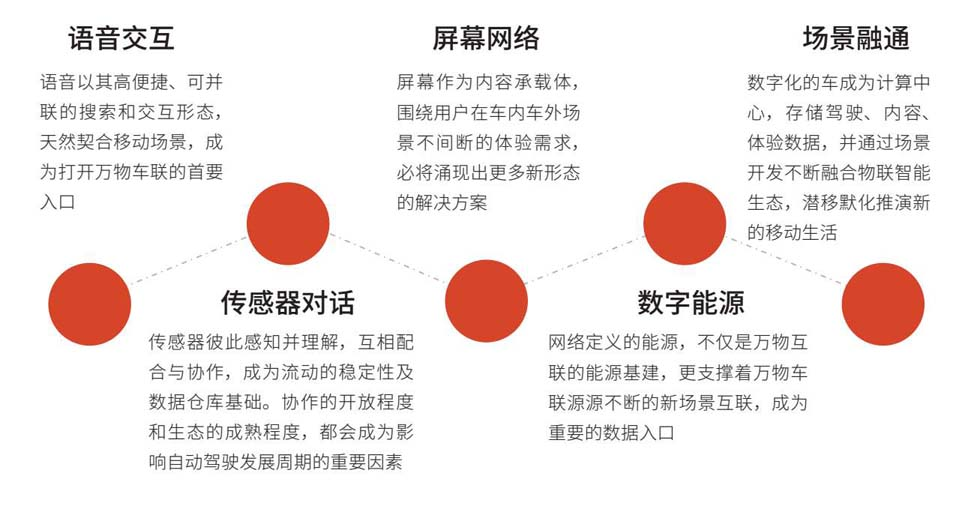 语音交互
语音以其高便捷、可并
联的搜索和交互形态，
天然契合移动场景，成
为打开万物车联的首要
入口
传感器对话
传感器彼此感知并理解，互相配
合与协作，成为流动的稳定性及
数据仓库基础。协作的开放程度
和生态的成熟程度，都会成为影
响自动驾驶发展周期的重要因素
屏幕网络
屏幕作为内容承载体，
围绕用户在车内车外场
景不间断的体验需求，
必将涌现出更多新形态
的解决方案
数字能源
网络定义的能源，不仅是万物互
联的能源基建，更支撑着万物车
联源源不断的新场景互联，成为
重要的数据入口
场景融通
数字化的车成为计算中
心，存储驾驶、内容、
体验数据，并通过场景
开发不断融合物联智能
生态，潜移默化推演新
的移动生活